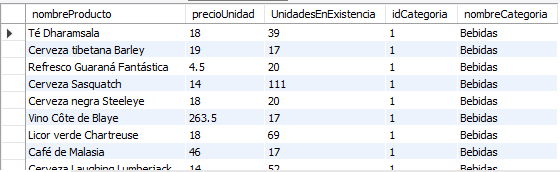 nombreProducto precioUnidad UnidadesEnExistencia idCategoria nombreCategoria
Té Dharamsala 18 39 1 Bebidas
Cerveza tibetana Barley 19 17 1 Bebidas
Refresco Guaraná Fantástica 4.5 20 1 Bebidas
Cerveza Sasquatch 14 111 1 Bebidas
Cerveza negra Steeleye 18 20 1 Bebidas
Vino Côte de Blaye 263.5 17 1 Bebidas
Licor verde Chartreuse 18 69 1 Bebidas
Café de Malasia 46 17 1 Bebidas
Cerveza Laughing Lumberjack 14 52 1 Bebidas